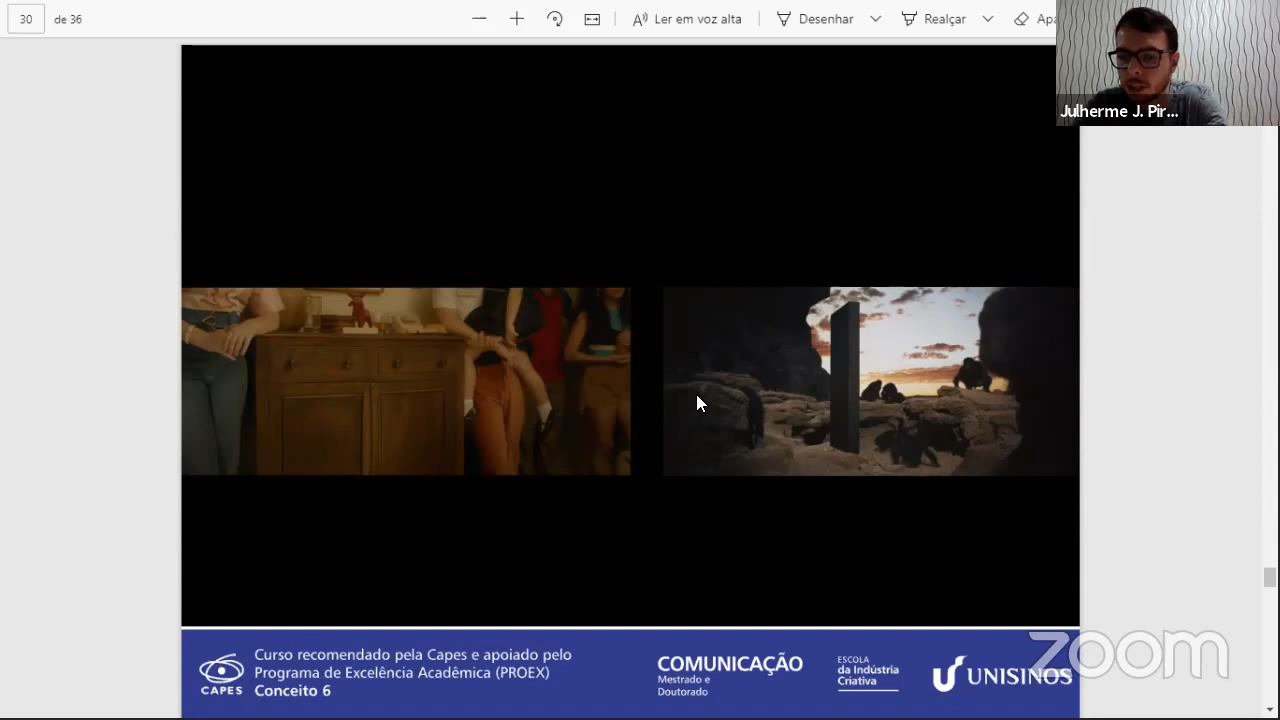 30 de 36 Ler em voz alta Desenhar Realçar Apa
Julherme J. Pir...
Curso recomendado pela Capes e apoiado pelo
Programa de Excelência Acadêmica (PROEX)
Conceito 6
CAPES
COMUNICAÇÃO
Mestrado e
Doutorado
ESCOLA
da Indústria
Criativa
UNISINOS
zoom